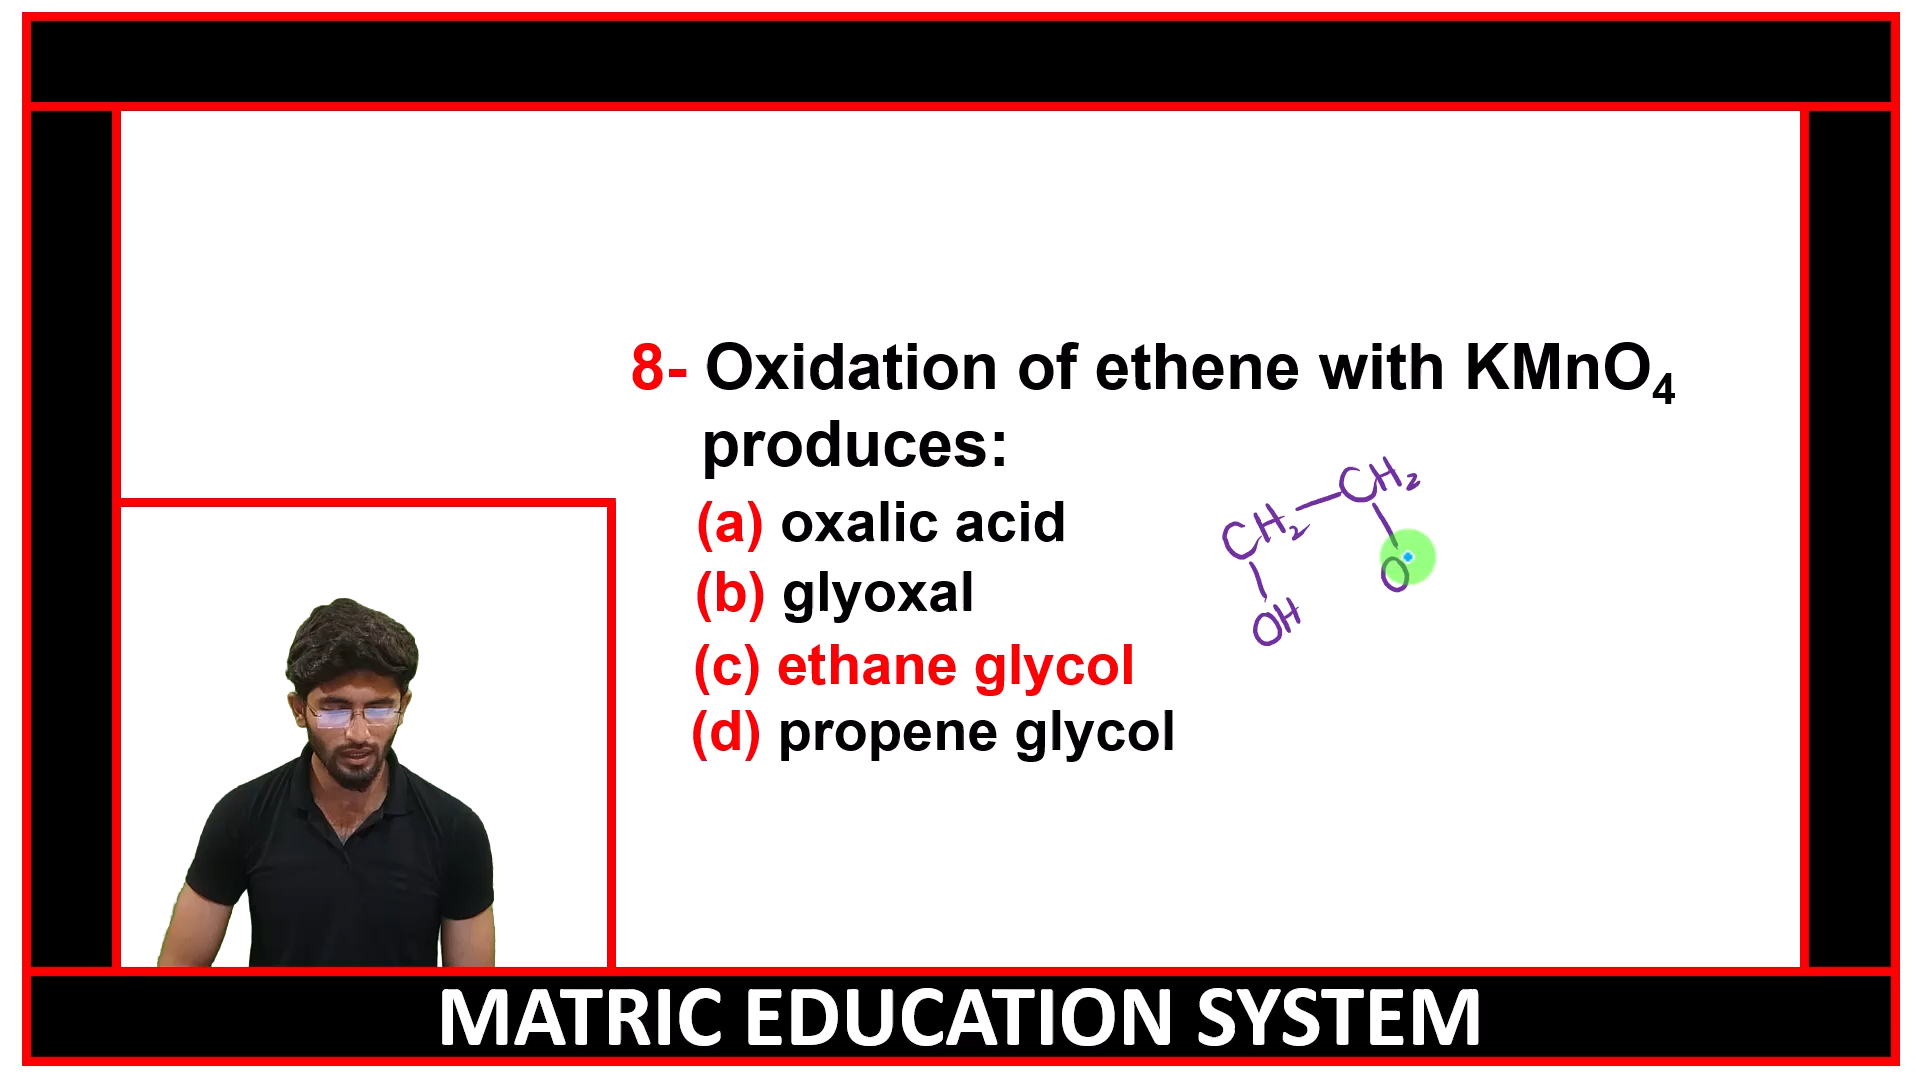 8- Oxidation of ethene with KMnO₄
produces:
(a) oxalic acid
(b) glyoxal
(c) ethane glycol
(d) propene glycol
CH₂ — CH₂
OH O
MATRIC EDUCATION SYSTEM